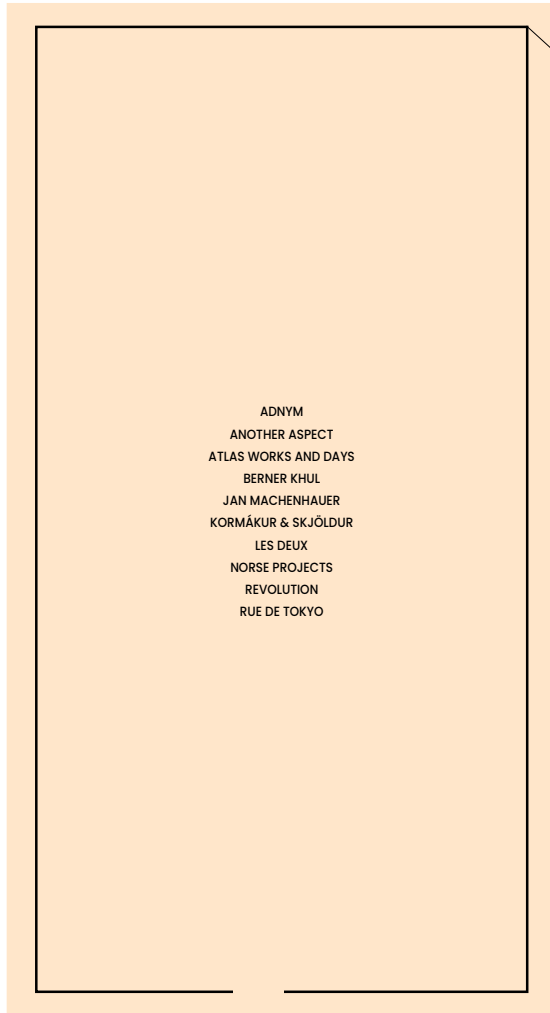 ADNYM
ANOTHER ASPECT
ATLAS WORKS AND DAYS
BERNER KHUL
JAN MACHENHAUER
KORMÁKUR & SKJÖLDUR
LES DEUX
NORSE PROJECTS
REVOLUTION
RUE DE TOKYO